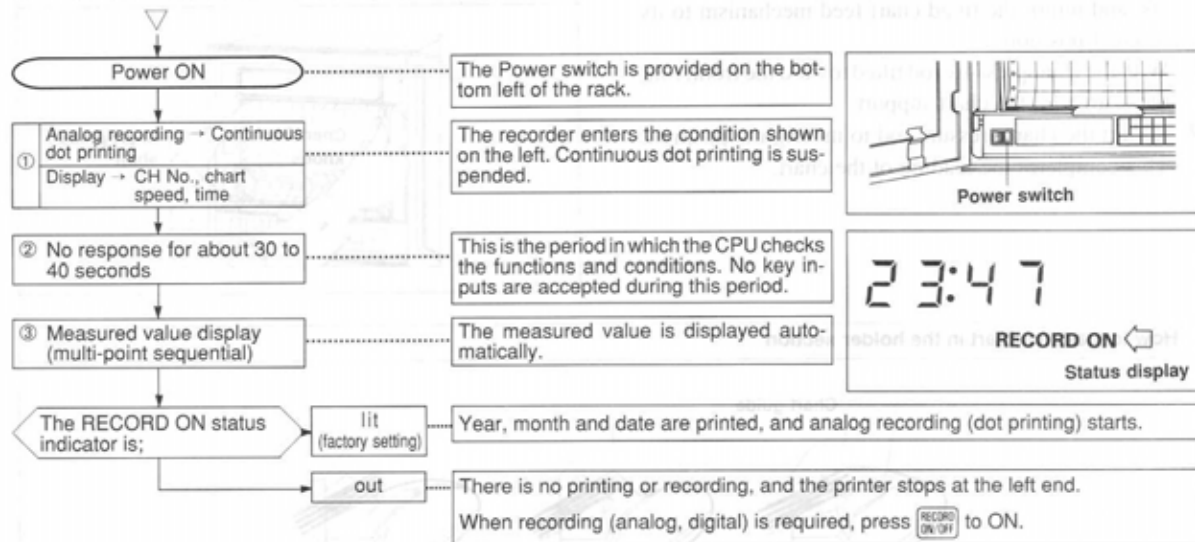 Power ON
The Power switch is provided on the bot-
tom left of the rack.
Power switch
①
Analog recording → Continuous
dot printing
Display → CH No., chart
speed, time
The recorder enters the condition shown
on the left. Continuous dot printing is sus-
pended.
② No response for about 30 to
40 seconds
This is the period in which the CPU checks
the functions and conditions. No key in-
puts are accepted during this period.
23:47
RECORD ON
Status display
③ Measured value display
(multi-point sequential)
The measured value is displayed auto-
matically.
The RECORD ON status
indicator is;
lit
(factory setting)
Year, month and date are printed, and analog recording (dot printing) starts.
out
There is no printing or recording, and the printer stops at the left end.
When recording (analog, digital) is required, press RECORD ON/OFF to ON.